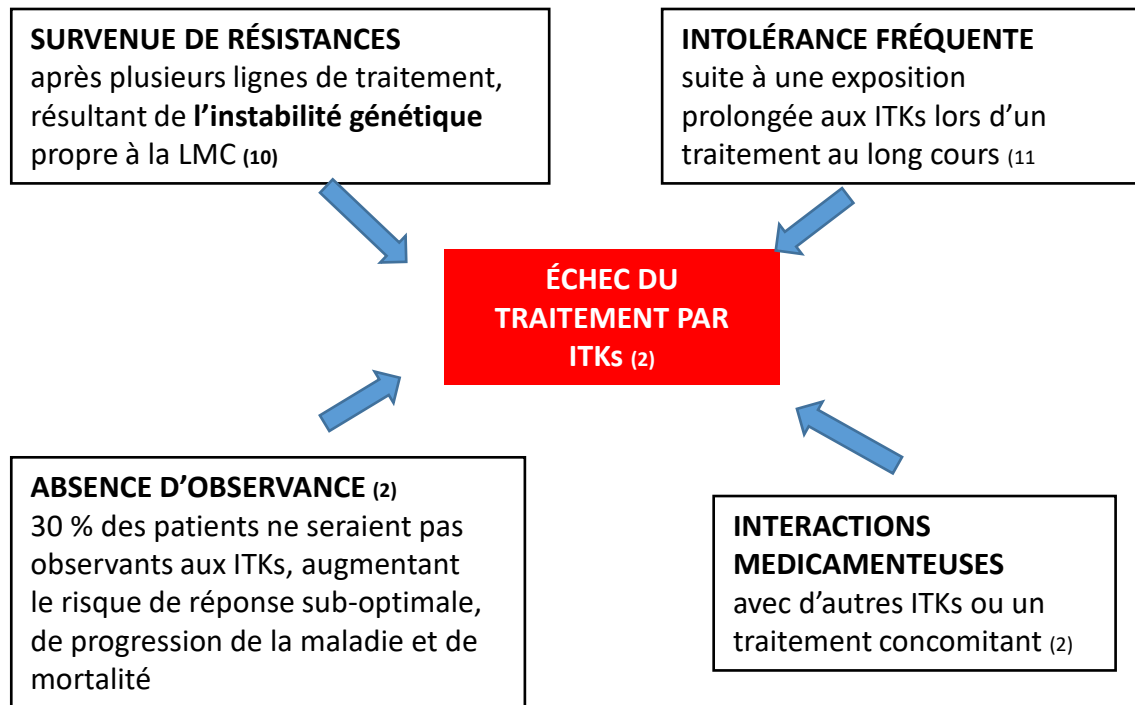 SURVENUE DE RÉSISTANCES
après plusieurs lignes de traitement,
résultant de l’instabilité génétique
propre à la LMC (10)
INTOLÉRANCE FRÉQUENTE
suite à une exposition
prolongée aux ITKs lors d’un
traitement au long cours (11
ÉCHEC DU
TRAITEMENT PAR
ITKs (2)
ABSENCE D’OBSERVANCE (2)
30 % des patients ne seraient pas
observants aux ITKs, augmentant
le risque de réponse sub-optimale,
de progression de la maladie et de
mortalité
INTERACTIONS
MEDICAMENTEUSES
avec d’autres ITKs ou un
traitement concomitant (2)